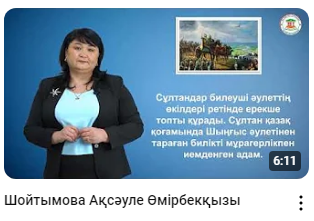 Сұлтандар билеуші әулеттің
өкілдері ретінде ерекше
топты құрады. Сұлтан қазақ
қоғамында Шыңғыс әулетінен
тараған билікті мұрагерлікпен
иемденген адам.
6:11
Шойтымова Ақсәуле Өмірбекқызы